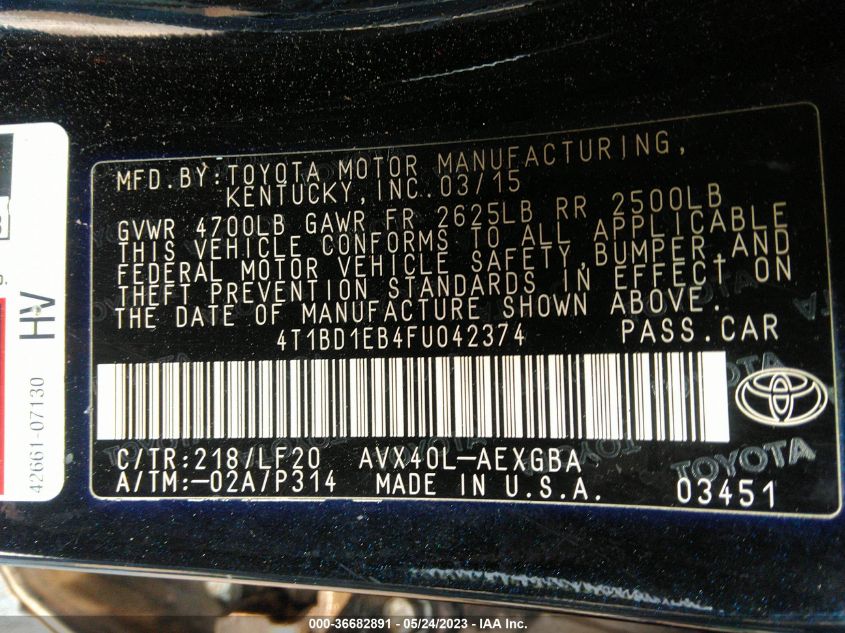 MFD.BY:TOYOTA MOTOR MANUFACTURING,
KENTUCKY,INC.03/15
GVWR 4700LB GAWR FR 2625LB RR 2500LB
THIS VEHICLE CONFORMS TO ALL APPLICABLE
FEDERAL MOTOR VEHICLE SAFETY,BUMPER,AND
THEFT PREVENTION STANDARDS IN EFFECT ON
THE DATE OF MANUFACTURE SHOWN ABOVE.
4T1BD1EB4FU042374 PASS.CAR
C/TR:218/LF20 AVX40L-AEXGBA
A/TM:-02A/P314 MADE IN U.S.A. 03451
TOYOTA
HV
42661-07130
000-36682891 - 05/24/2023 - IAA Inc.